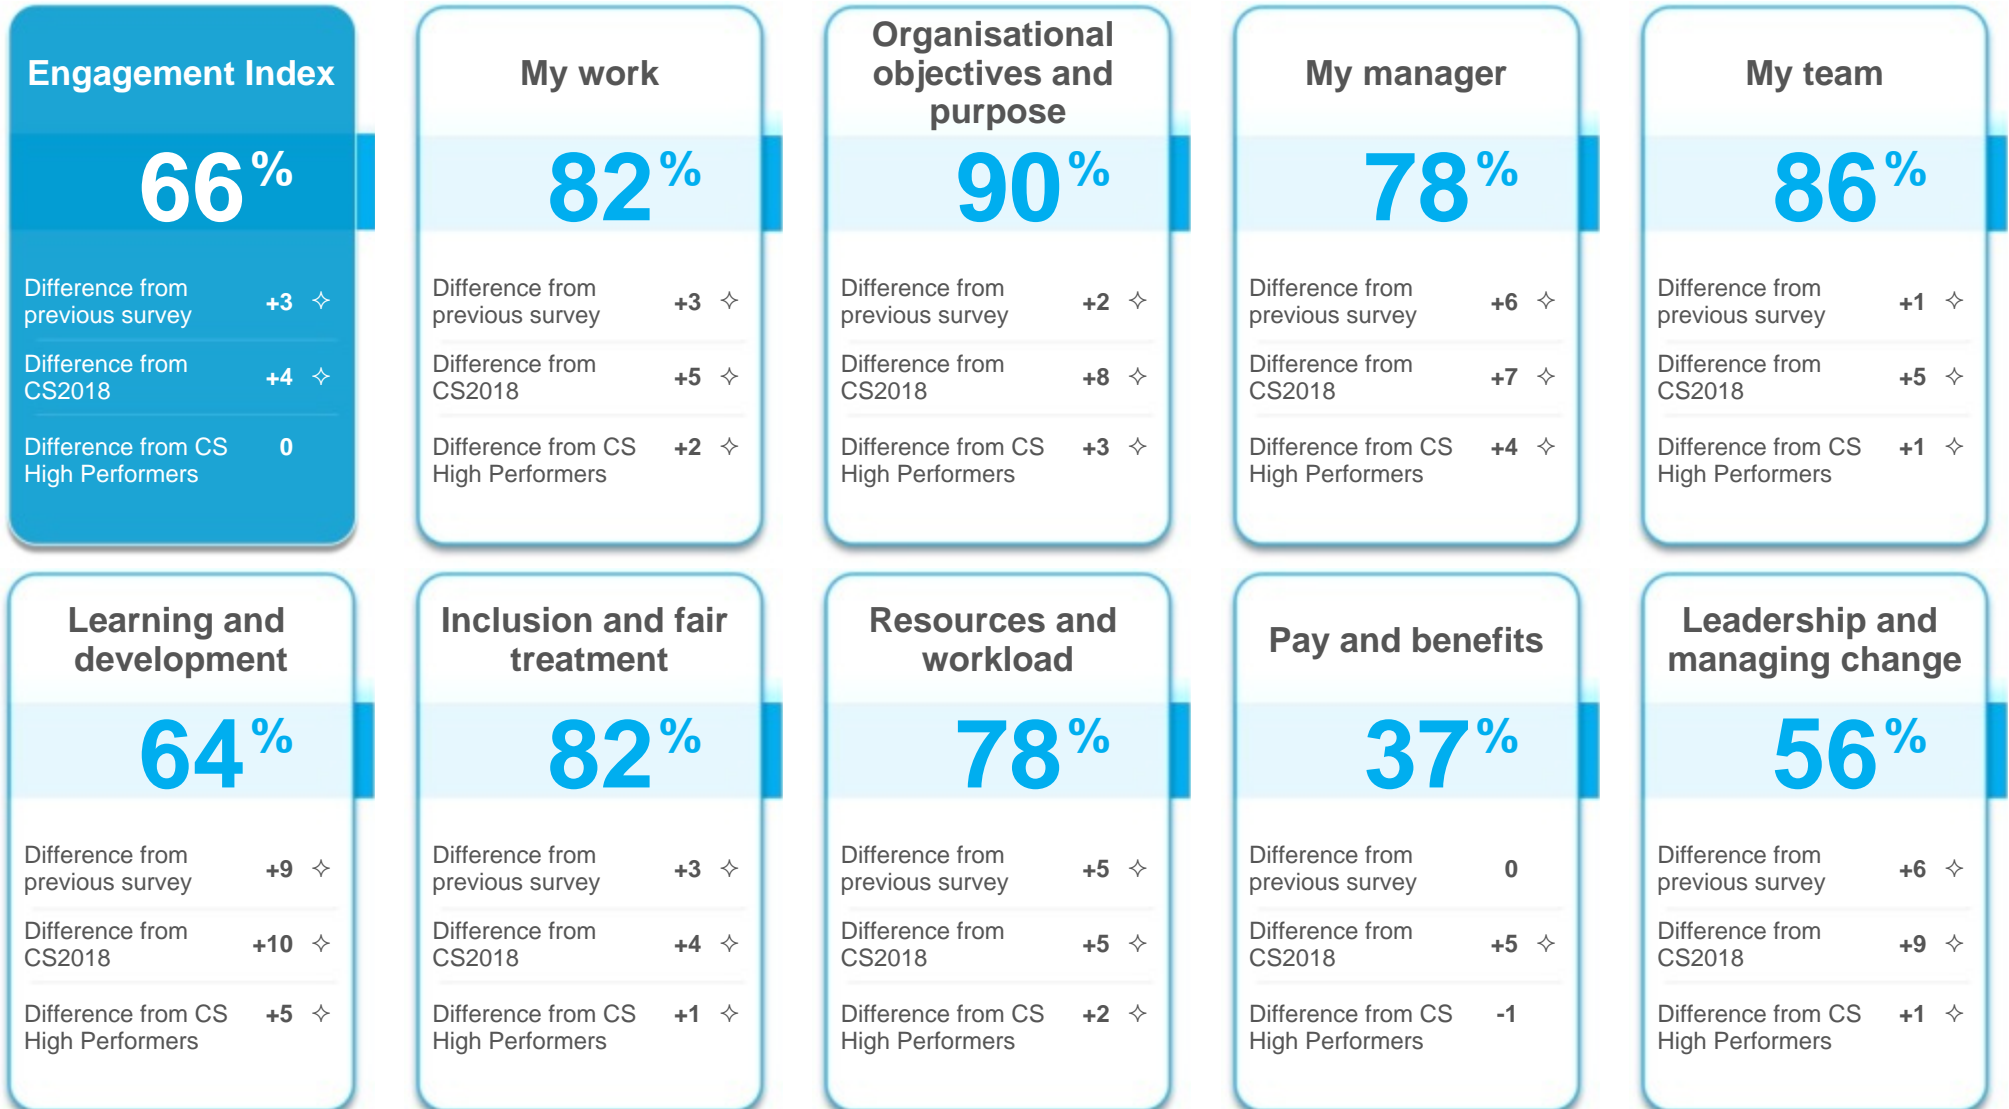 Engagement Index
66%
Difference from
previous survey
+3 ✧
Difference from
CS2018
+4 ✧
Difference from CS
High Performers
0
My work
82%
Difference from
previous survey
+3 ✧
Difference from
CS2018
+5 ✧
Difference from CS
High Performers
+2 ✧
Organisational
objectives and
purpose
90%
Difference from
previous survey
+2 ✧
Difference from
CS2018
+8 ✧
Difference from CS
High Performers
+3 ✧
My manager
78%
Difference from
previous survey
+6 ✧
Difference from
CS2018
+7 ✧
Difference from CS
High Performers
+4 ✧
My team
86%
Difference from
previous survey
+1 ✧
Difference from
CS2018
+5 ✧
Difference from CS
High Performers
+1 ✧
Learning and
development
64%
Difference from
previous survey
+9 ✧
Difference from
CS2018
+10 ✧
Difference from CS
High Performers
+5 ✧
Inclusion and fair
treatment
82%
Difference from
previous survey
+3 ✧
Difference from
CS2018
+4 ✧
Difference from CS
High Performers
+1 ✧
Resources and
workload
78%
Difference from
previous survey
+5 ✧
Difference from
CS2018
+5 ✧
Difference from CS
High Performers
+2 ✧
Pay and benefits
37%
Difference from
previous survey
0
Difference from
CS2018
+5 ✧
Difference from CS
High Performers
-1
Leadership and
managing change
56%
Difference from
previous survey
+6 ✧
Difference from
CS2018
+9 ✧
Difference from CS
High Performers
+1 ✧